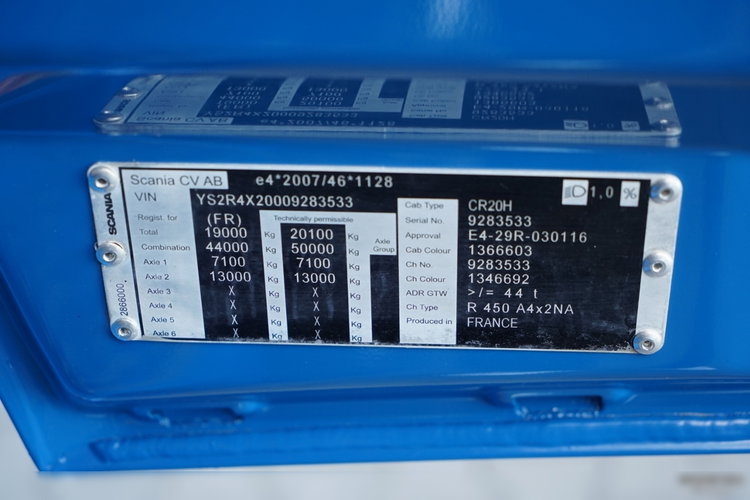 Scania CV AB e4*2007/46*1128 1,0 %
VIN YS2R4X20009283533
SCANIA
2866000
Regist. for (FR) Technically permissible
Total 19000 Kg 20100 Kg Axle Group
Combination 44000 Kg 50000 Kg
Axle 1 7100 Kg 7100 Kg
Axle 2 13000 Kg 13000 Kg
Axle 3 X Kg X Kg
Axle 4 X Kg X Kg
Axle 5 X Kg X Kg
Axle 6 X Kg X Kg
Cab Type CR20H
Serial No. 9283533
Approval E4-29R-030116
Cab Colour 1366603
Ch No. 9283533
Ch Colour 1346692
ADR GTW >/= 44 t
Ch Type R 450 A4x2NA
Produced in FRANCE